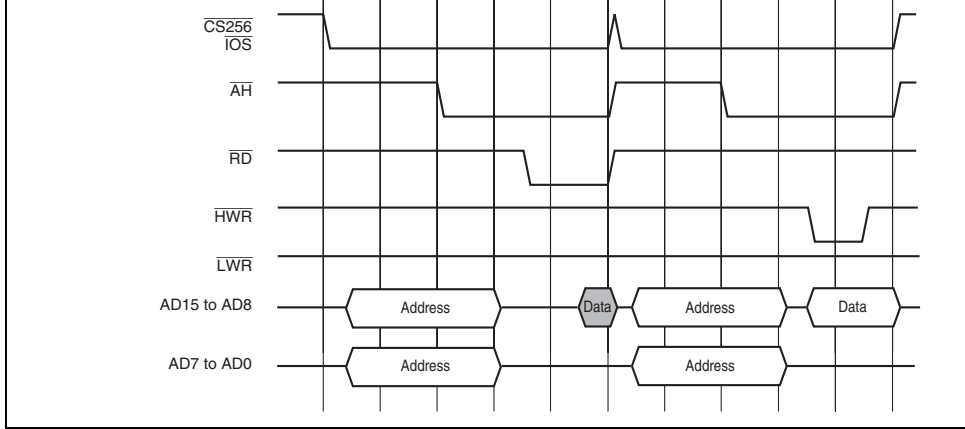 CS256
IOS
AH
RD
HWR
LWR
AD15 to AD8 Address Data Address Data
AD7 to AD0 Address Address